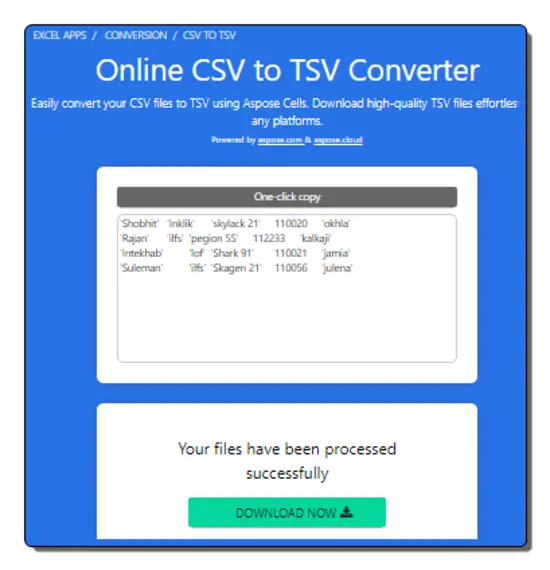 EXCEL APPS / CONVERSION / CSV TO TSV
Online CSV to TSV Converter
Easily convert your CSV files to TSV using Aspose Cells. Download high-quality TSV files effortles
any platforms.
Powered by aspose.com & aspose.cloud
One-click copy
'Shobhit' 'Inklik' 'skylack 21' 110020 'okhla'
'Rajan' 'ilfs' 'pegion 55' 112233 'kalkaji'
'Intekhab' 'lof' 'Shark 91' 110021 'jamia'
'Suleman' 'ilfs' 'Skagen 21' 110056 'julena'
Your files have been processed
successfully
DOWNLOAD NOW